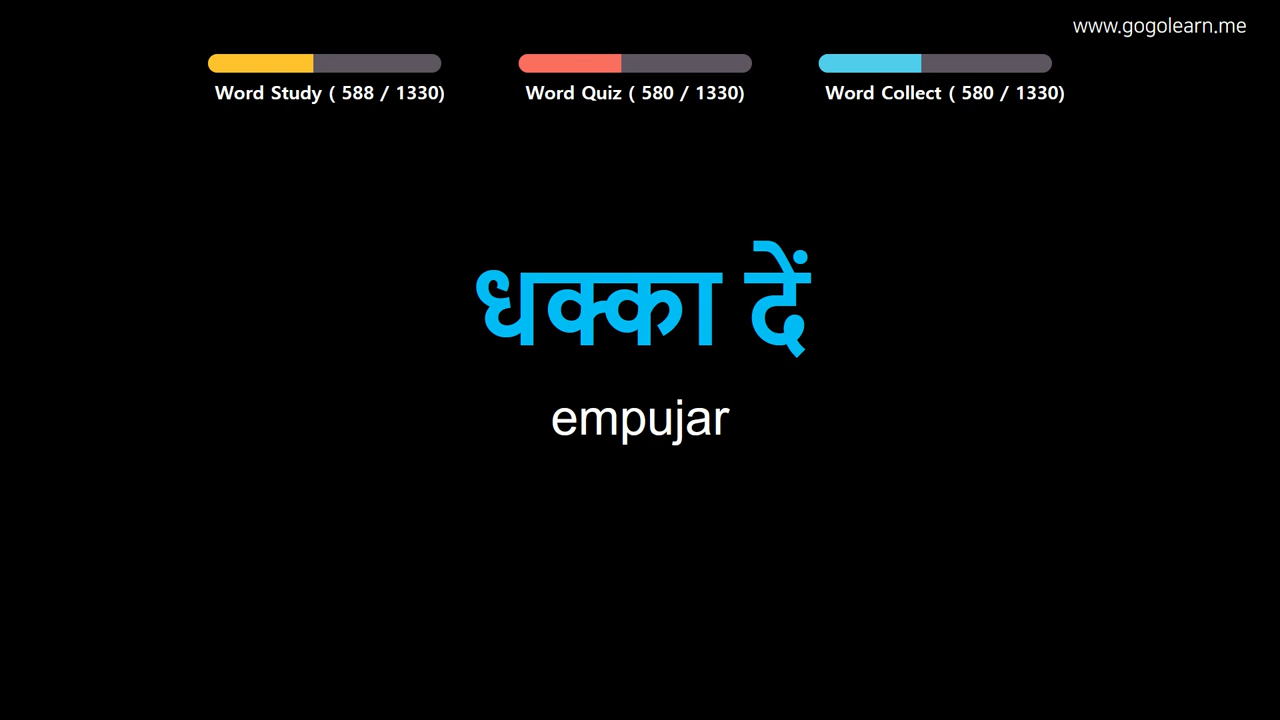 www.gogolearn.me
Word Study ( 588 / 1330)
Word Quiz ( 580 / 1330)
Word Collect ( 580 / 1330)
धक्का दें
empujar